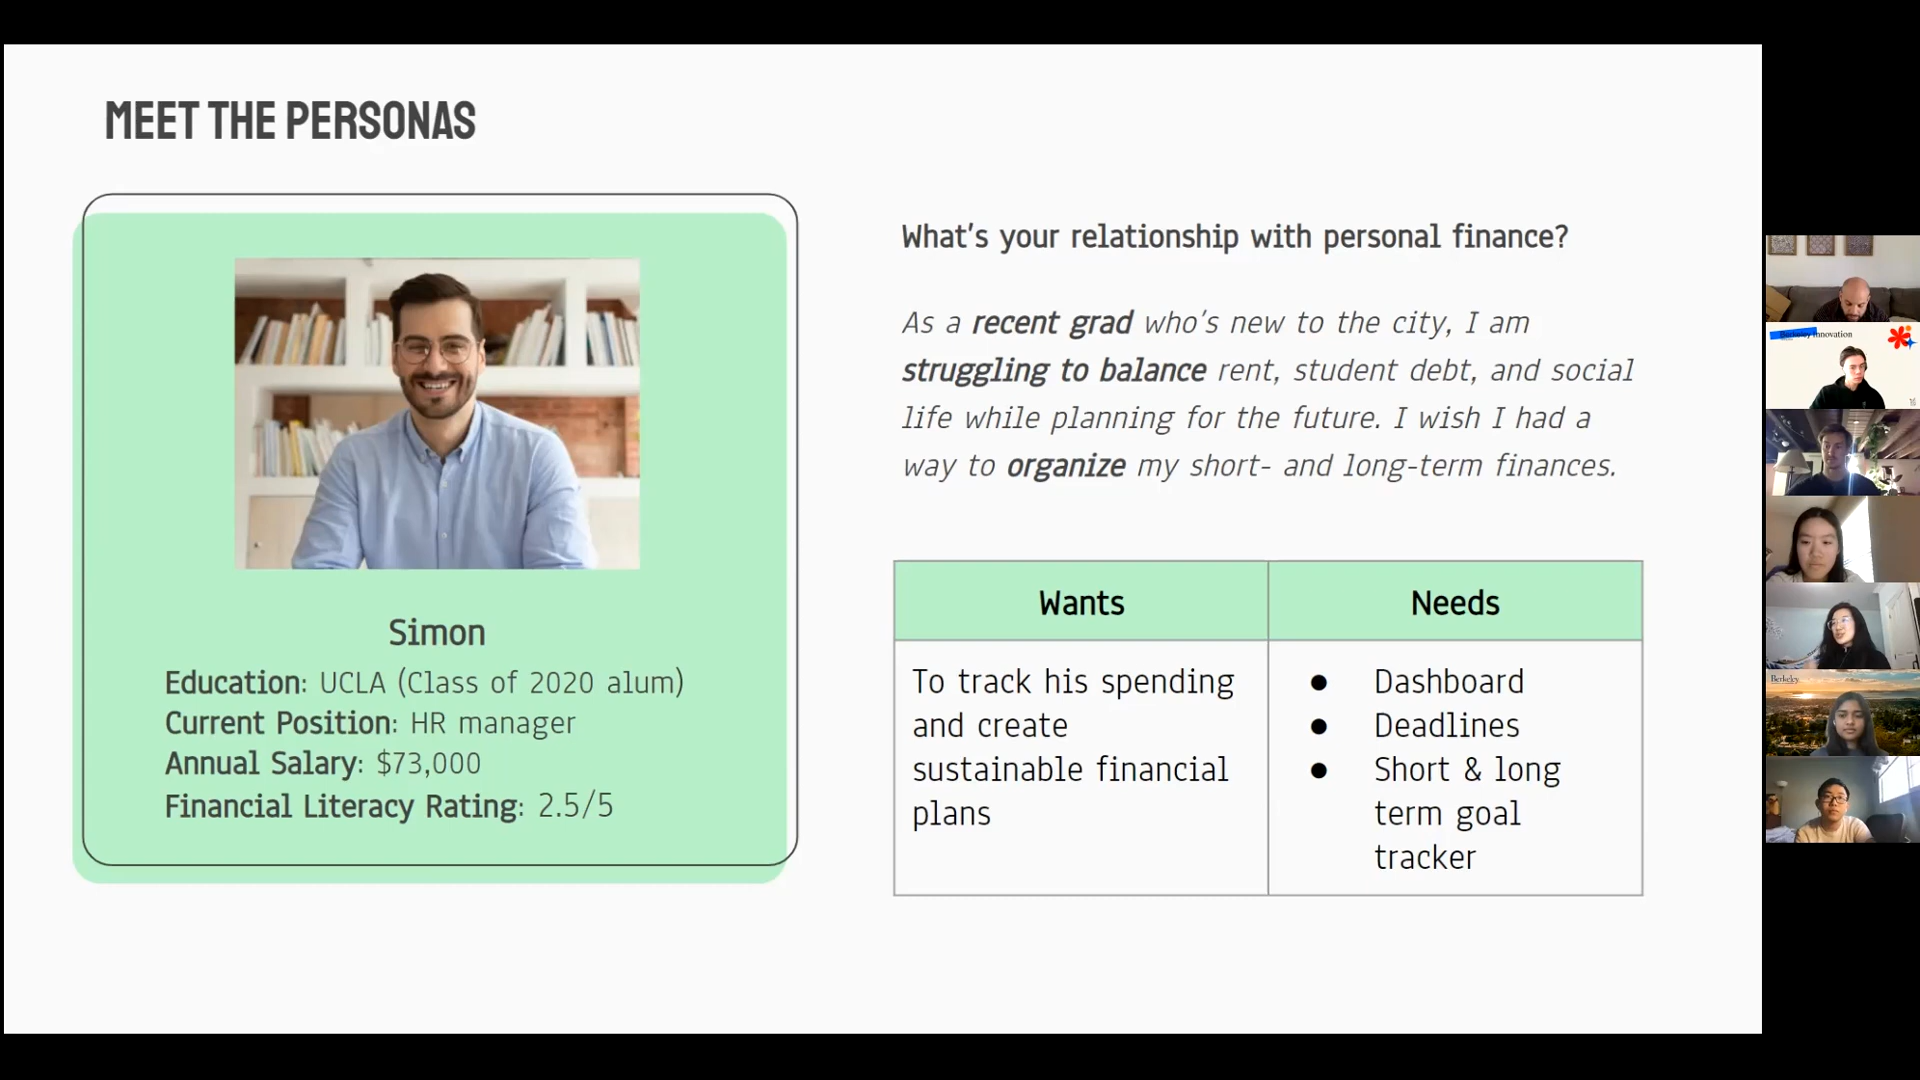 MEET THE PERSONAS
Simon
Education: UCLA (Class of 2020 alum)
Current Position: HR manager
Annual Salary: $73,000
Financial Literacy Rating: 2.5/5
What's your relationship with personal finance?
As a recent grad who's new to the city, I am
struggling to balance rent, student debt, and social
life while planning for the future. I wish I had a
way to organize my short- and long-term finances.
Wants
To track his spending
and create
sustainable financial
plans
Needs
● Dashboard
● Deadlines
● Short & long
term goal
tracker
Berkeley Innovation
Berkeley